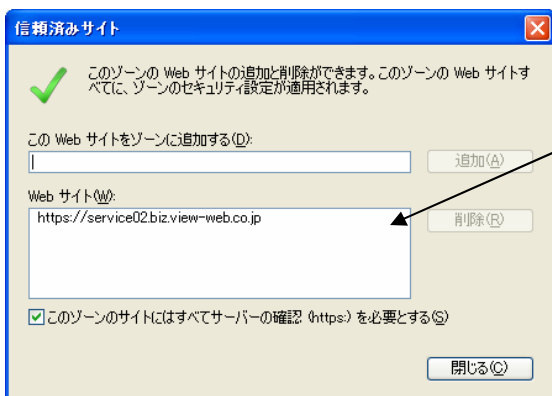 信頼済みサイト
このゾーンの Web サイトの追加と削除ができます。このゾーンの Web サイトす
べてに、ゾーンのセキュリティ設定が適用されます。
この Web サイトをゾーンに追加する(D):
追加(A)
Web サイト(W):
https://service02.biz.view-web.co.jp
削除(R)
このゾーンのサイトにはすべてサーバーの確認 (https:) を必要とする(S)
閉じる(C)